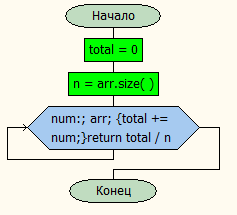 Начало
total = 0
n = arr.size( )
num:; arr; {total +=
num;}return total / n
Конец